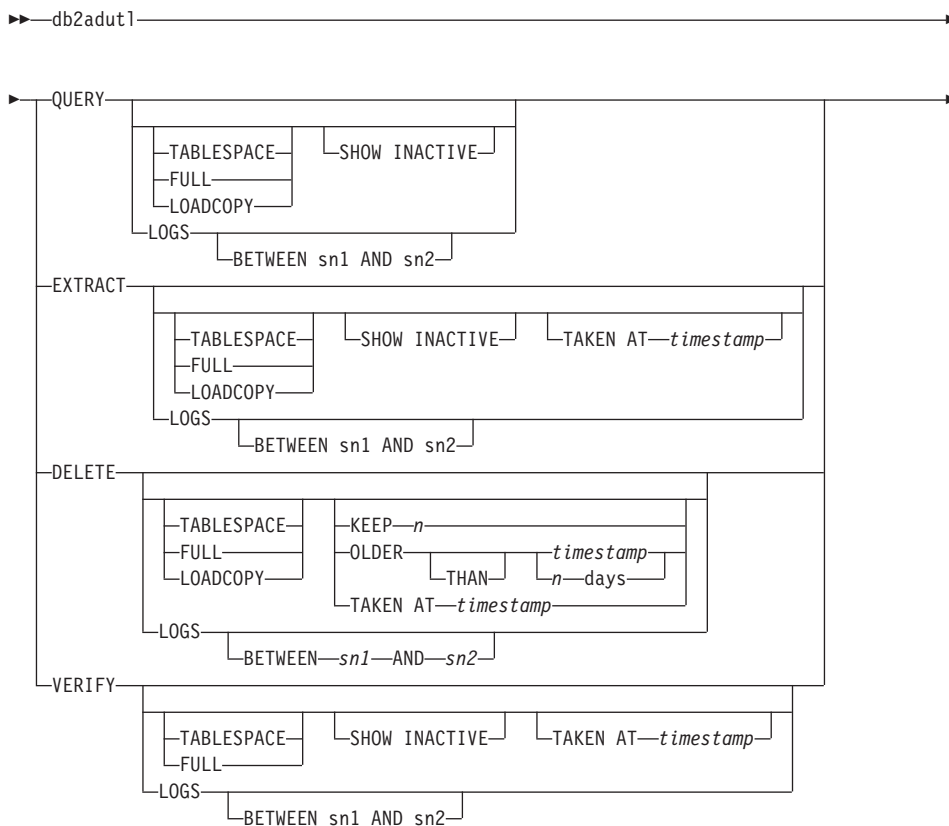 db2adutl
QUERY
TABLESPACE SHOW INACTIVE
FULL
LOADCOPY
LOGS
BETWEEN sn1 AND sn2
EXTRACT
TABLESPACE SHOW INACTIVE TAKEN AT timestamp
FULL
LOADCOPY
LOGS
BETWEEN sn1 AND sn2
DELETE
TABLESPACE KEEP n
FULL OLDER timestamp
LOADCOPY THAN n days
TAKEN AT timestamp
LOGS
BETWEEN sn1 AND sn2
VERIFY
TABLESPACE SHOW INACTIVE TAKEN AT timestamp
FULL
LOGS
BETWEEN sn1 AND sn2